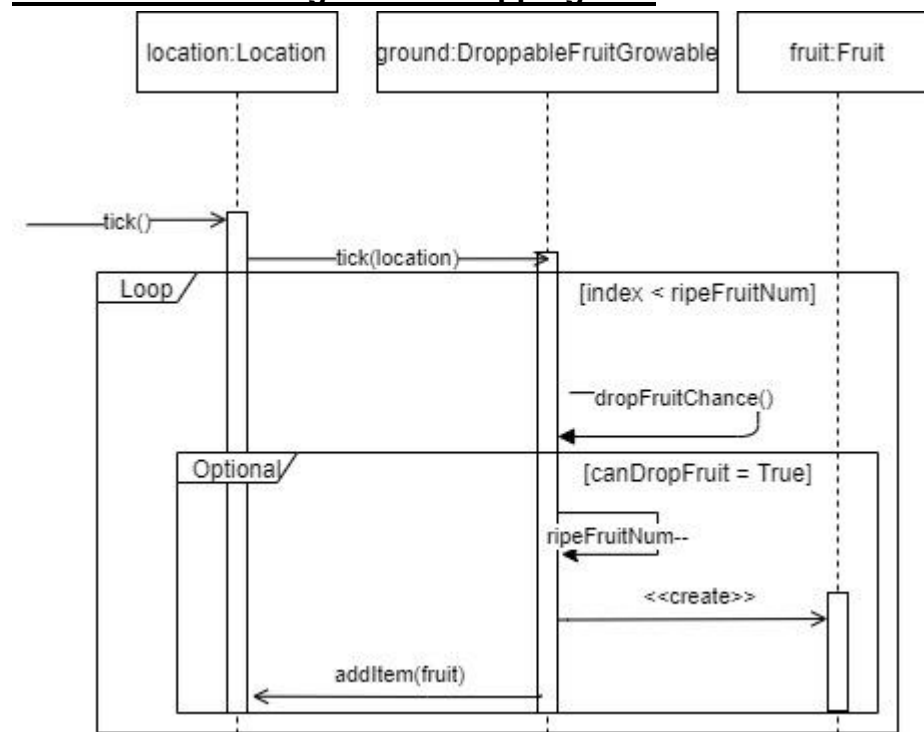 location:Location
ground:DroppableFruitGrowable
fruit:Fruit
tick()
tick(location)
Loop
[index < ripeFruitNum]
dropFruitChance()
Optional
[canDropFruit = True]
ripeFruitNum--
<<create>>
addItem(fruit)